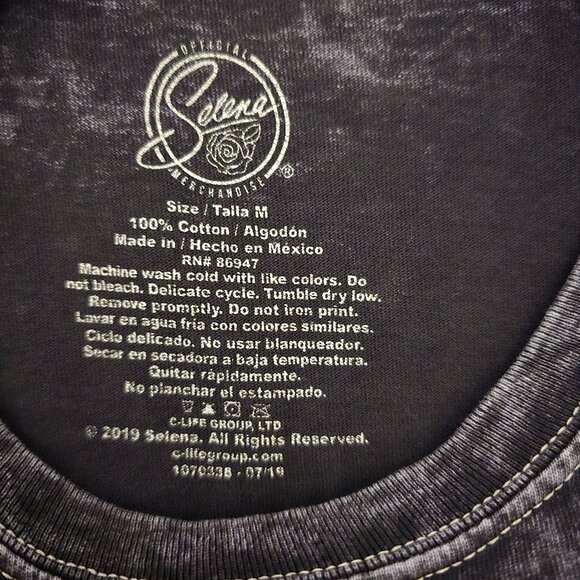 OFFICIAL
Selena
MERCHANDISE
®
Size / Talla M
100% Cotton / Algodón
Made in / Hecho en México
RN# 86947
Machine wash cold with like colors. Do
not bleach. Delicate cycle. Tumble dry low.
Remove promptly. Do not iron print.
Lavar en agua fria con colores similares.
Ciclo delicado. No usar blanqueador.
Secar en secadora a baja temperatura.
Quitar rápidamente.
No planchar el estampado.
C-LIFE GROUP, LTD
© 2019 Selena. All Rights Reserved.
c-lifegroup.com
1070338 - 07/19